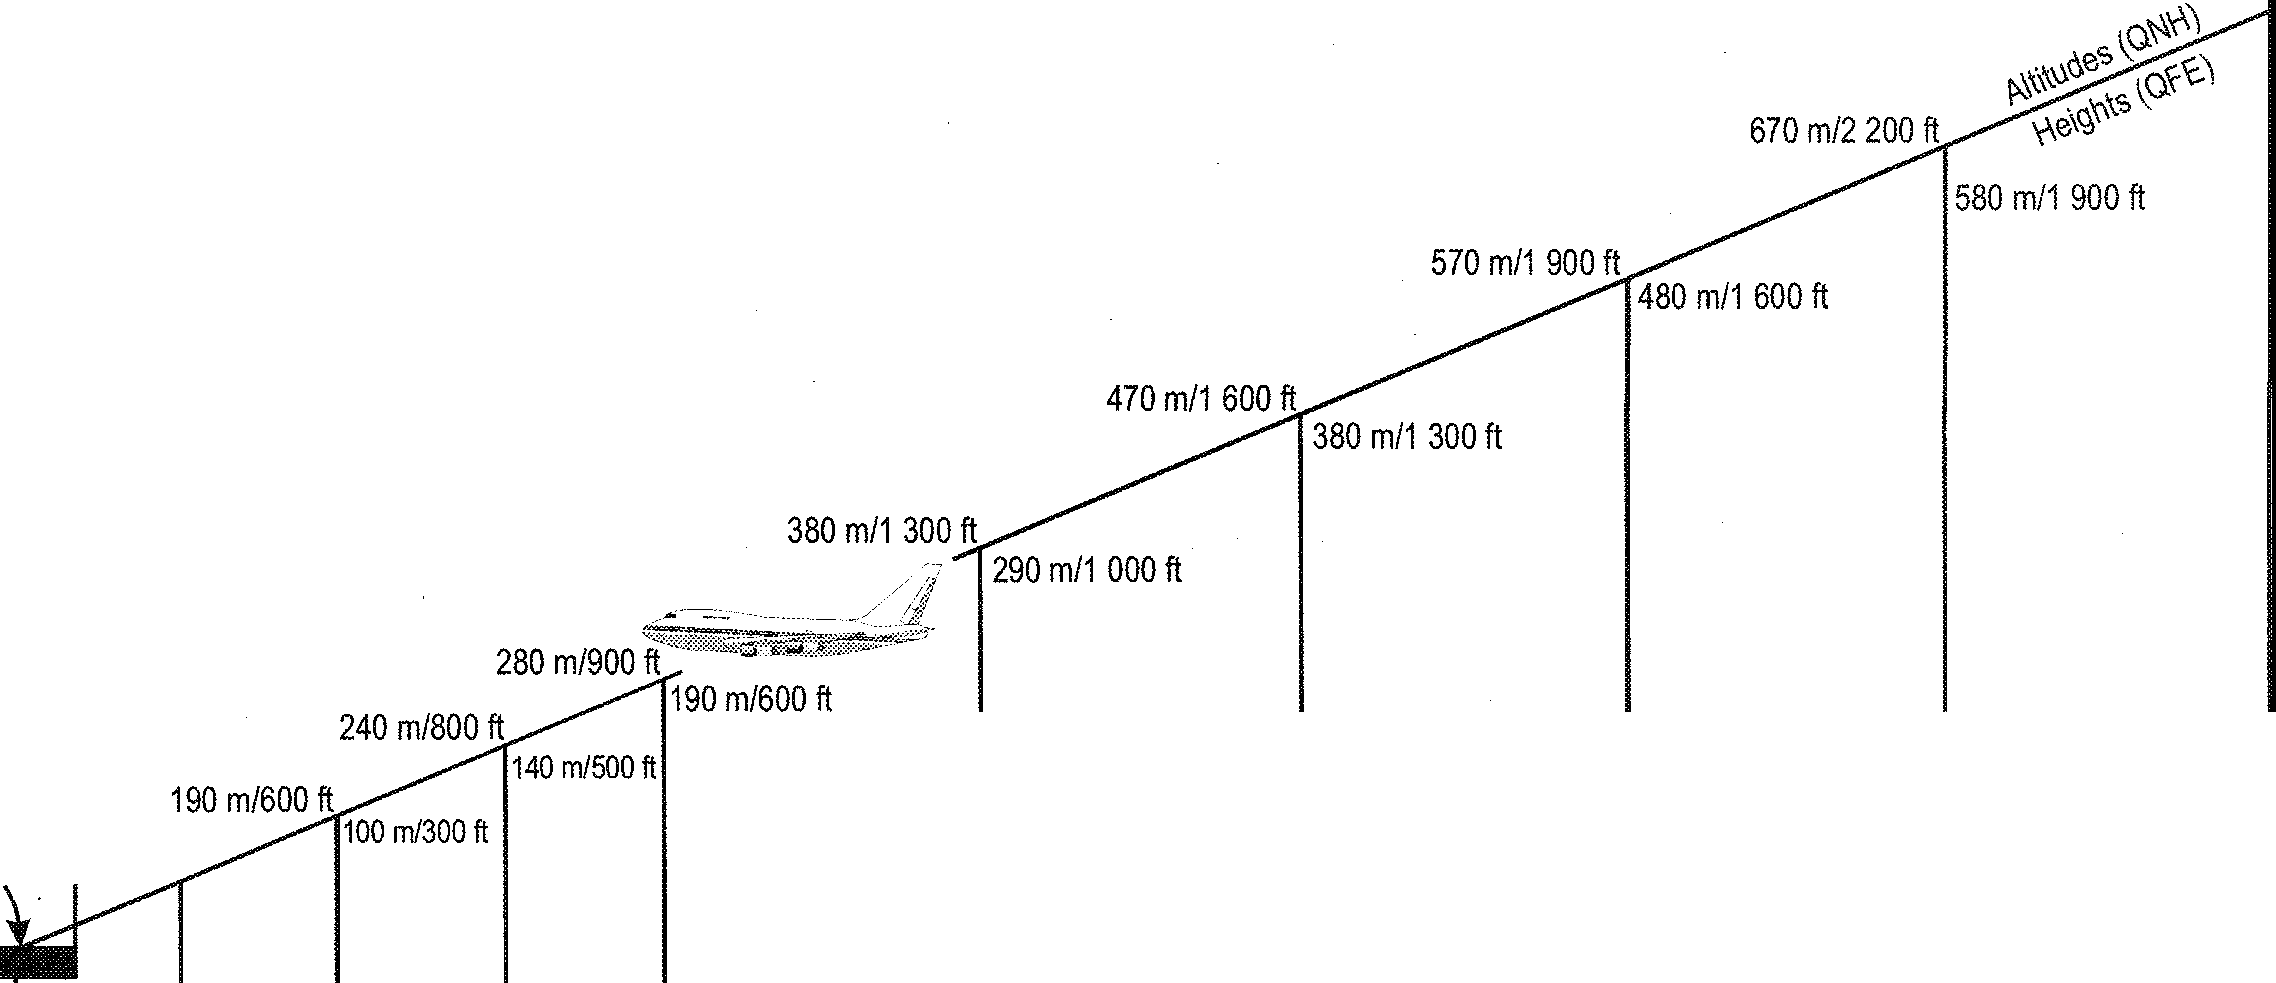 Altitudes (QNH)
Heights (QFE)
670 m/2 200 ft
580 m/1 900 ft
570 m/1 900 ft
480 m/1 600 ft
470 m/1 600 ft
380 m/1 300 ft
380 m/1 300 ft
290 m/1 000 ft
280 m/900 ft
190 m/600 ft
240 m/800 ft
140 m/500 ft
190 m/600 ft
100 m/300 ft